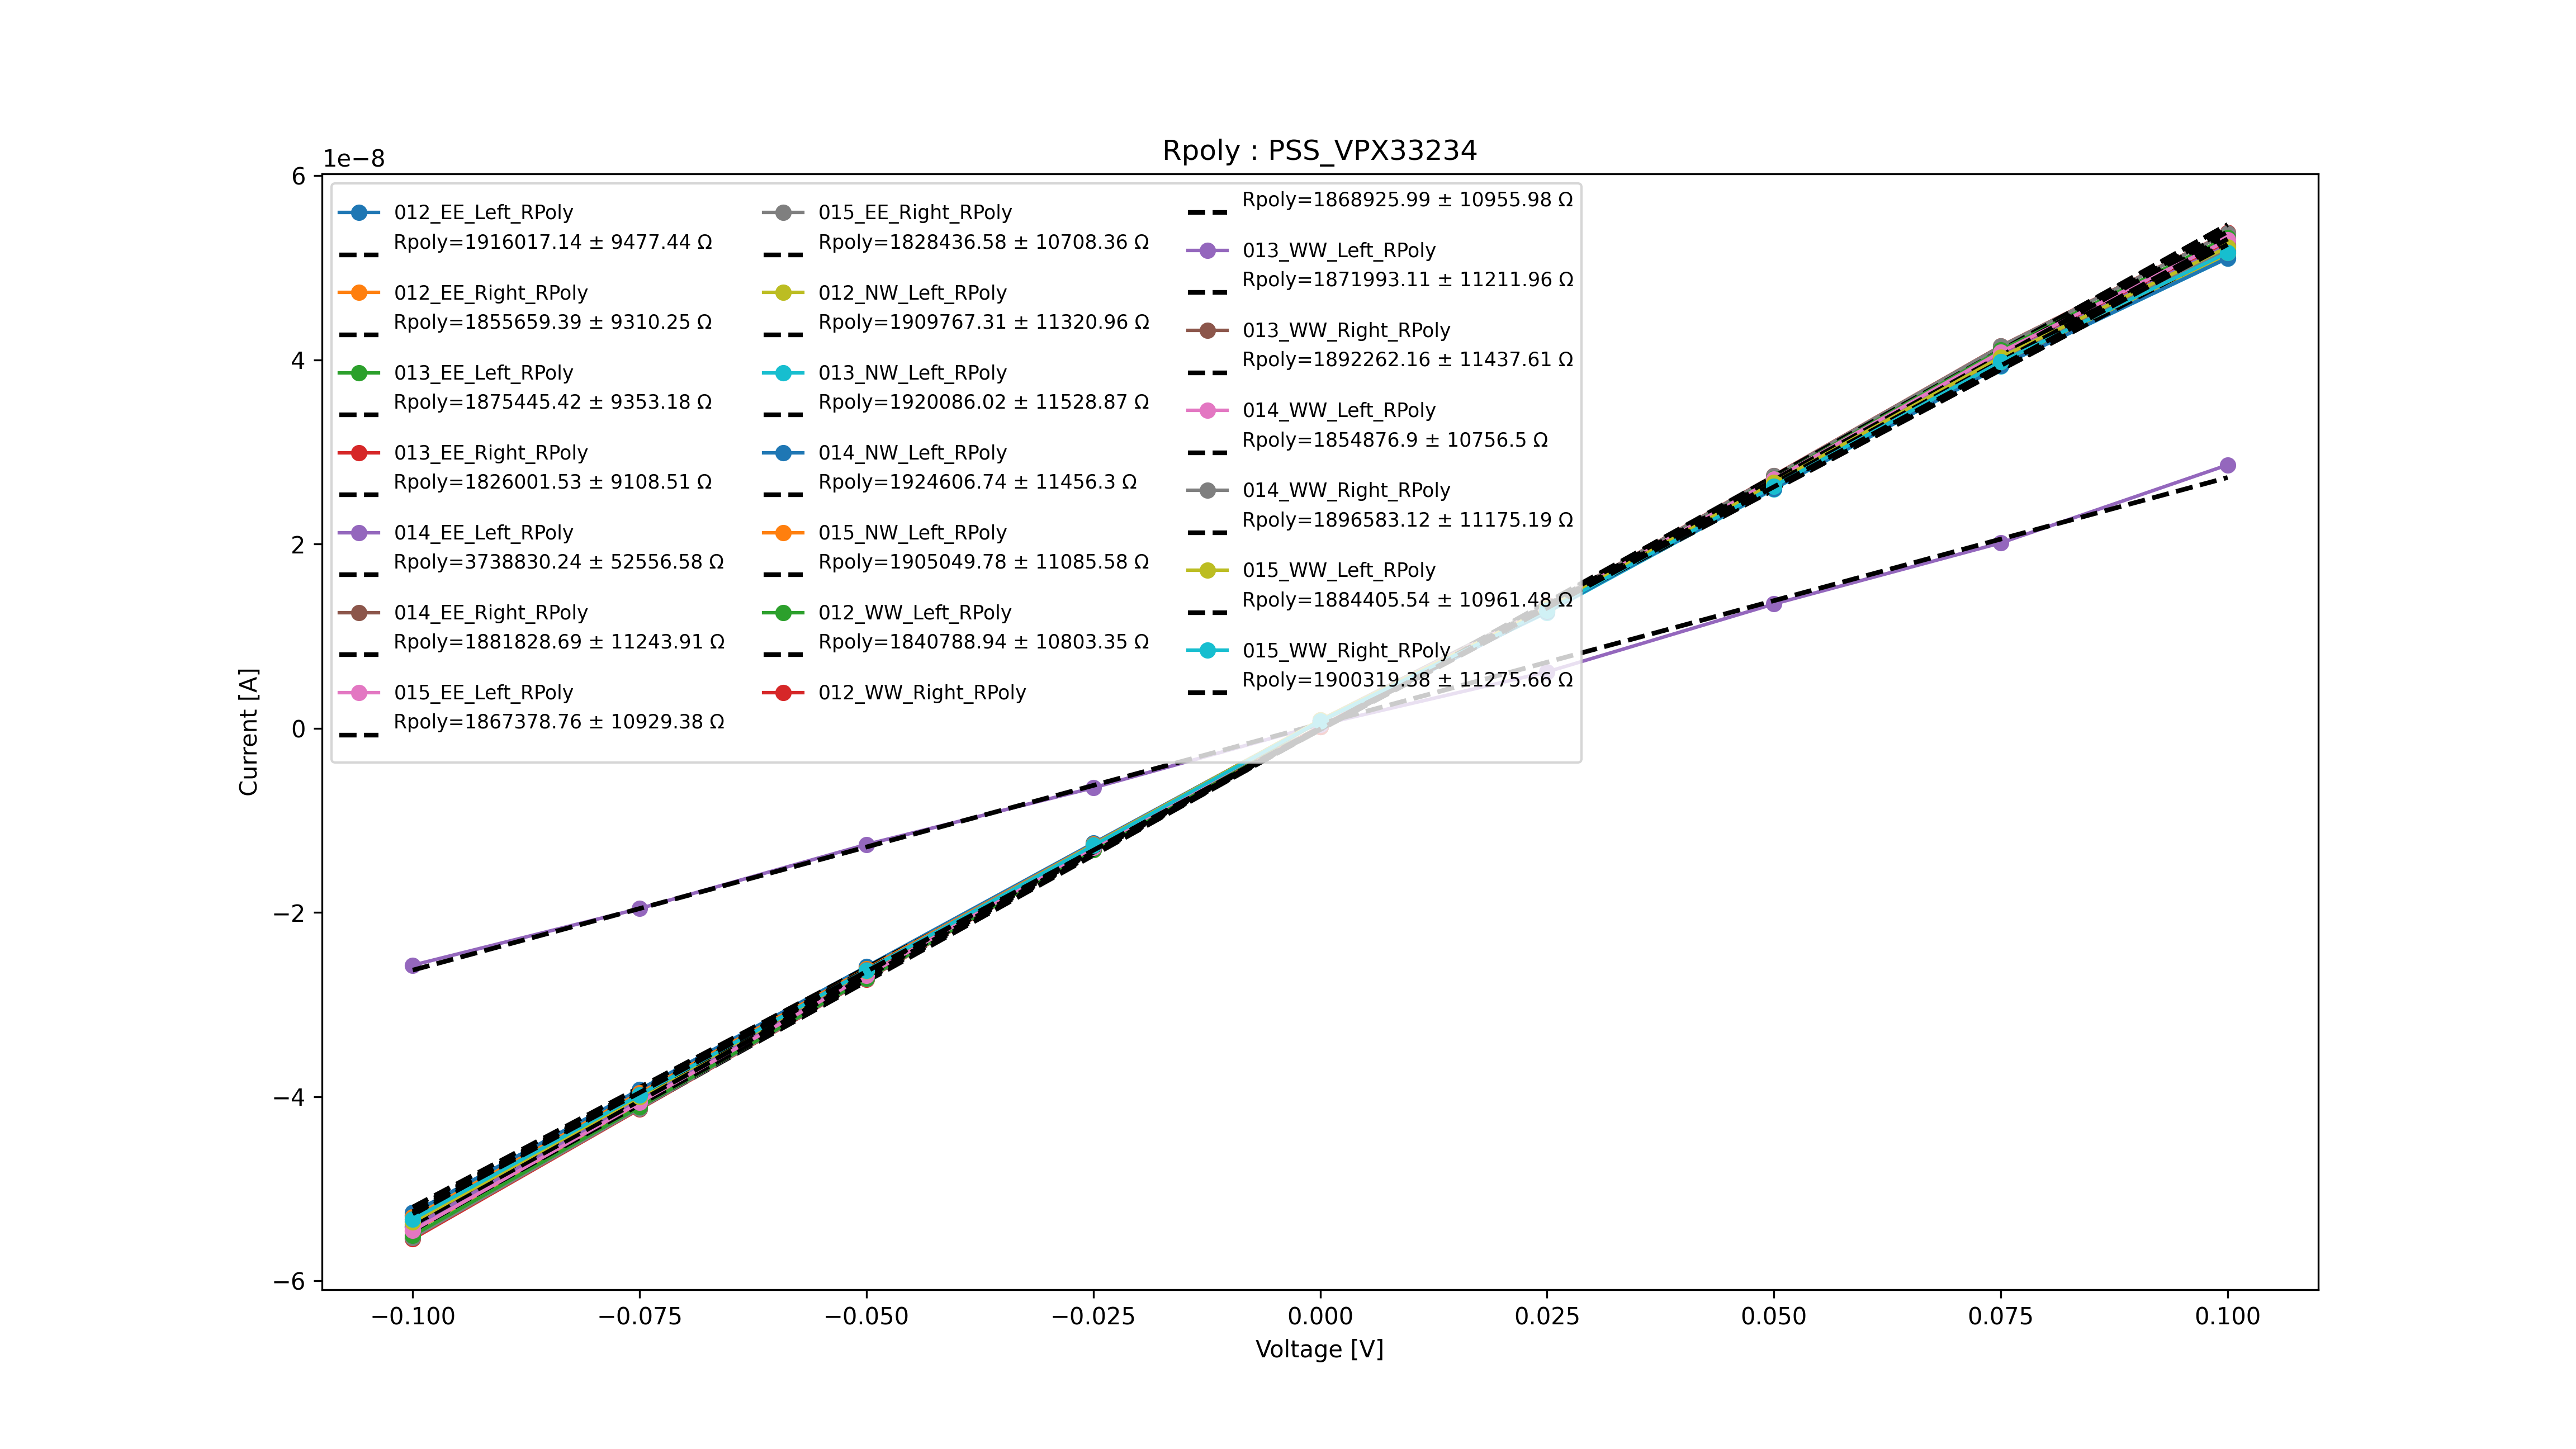 Rpoly : PSS_VPX33234
1e−8
012_EE_Left_RPoly
Rpoly=1916017.14 ± 9477.44 Ω
012_EE_Right_RPoly
Rpoly=1855659.39 ± 9310.25 Ω
013_EE_Left_RPoly
Rpoly=1875445.42 ± 9353.18 Ω
013_EE_Right_RPoly
Rpoly=1826001.53 ± 9108.51 Ω
014_EE_Left_RPoly
Rpoly=3738830.24 ± 52556.58 Ω
014_EE_Right_RPoly
Rpoly=1881828.69 ± 11243.91 Ω
015_EE_Left_RPoly
Rpoly=1867378.76 ± 10929.38 Ω
015_EE_Right_RPoly
Rpoly=1828436.58 ± 10708.36 Ω
012_NW_Left_RPoly
Rpoly=1909767.31 ± 11320.96 Ω
013_NW_Left_RPoly
Rpoly=1920086.02 ± 11528.87 Ω
014_NW_Left_RPoly
Rpoly=1924606.74 ± 11456.3 Ω
015_NW_Left_RPoly
Rpoly=1905049.78 ± 11085.58 Ω
012_WW_Left_RPoly
Rpoly=1840788.94 ± 10803.35 Ω
012_WW_Right_RPoly
Rpoly=1868925.99 ± 10955.98 Ω
013_WW_Left_RPoly
Rpoly=1871993.11 ± 11211.96 Ω
013_WW_Right_RPoly
Rpoly=1892262.16 ± 11437.61 Ω
014_WW_Left_RPoly
Rpoly=1854876.9 ± 10756.5 Ω
014_WW_Right_RPoly
Rpoly=1896583.12 ± 11175.19 Ω
015_WW_Left_RPoly
Rpoly=1884405.54 ± 10961.48 Ω
015_WW_Right_RPoly
Rpoly=1900319.38 ± 11275.66 Ω
6
4
2
0
−2
−4
−6
Current [A]
−0.100 −0.075 −0.050 −0.025 0.000 0.025 0.050 0.075 0.100
Voltage [V]